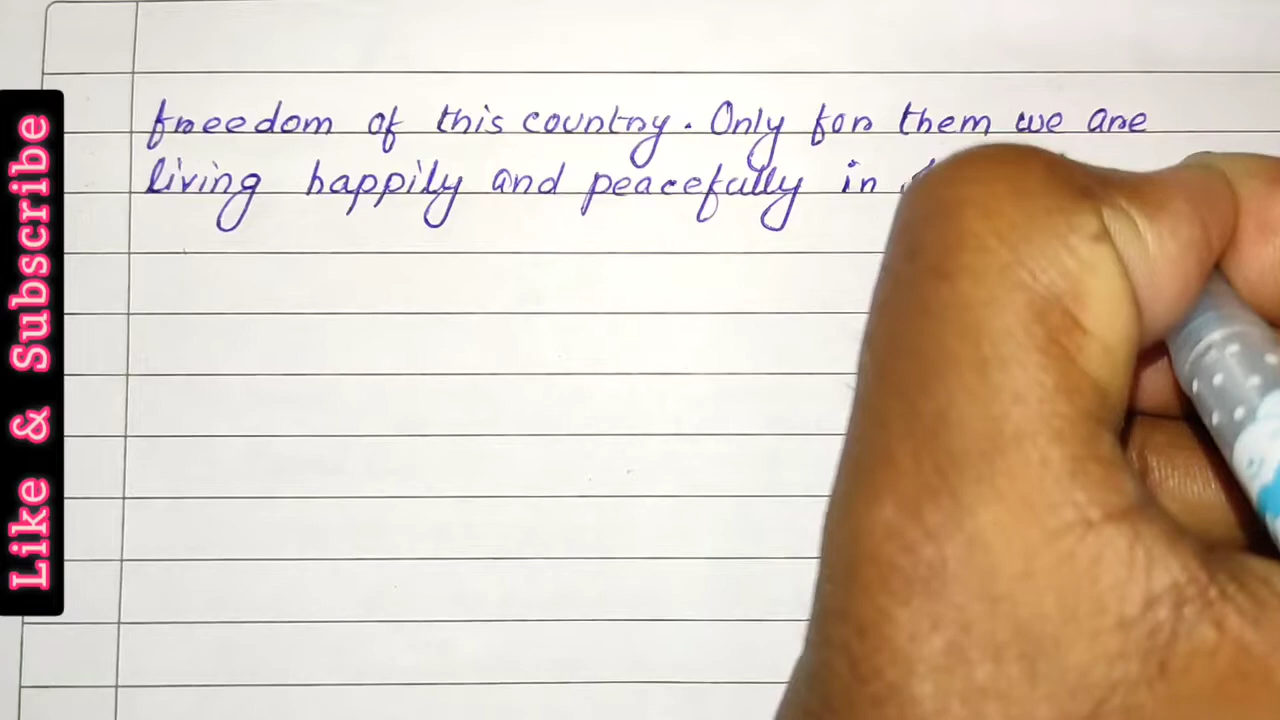 freedom of this country. Only for them we are
living happily and peacefully in
Like & Subscribe